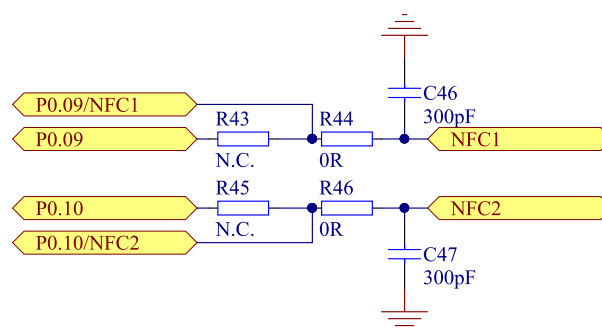 C46
300pF
P0.09/NFC1
R43
R44
P0.09
NFC1
N.C.
0R
R45
R46
P0.10
NFC2
N.C.
0R
P0.10/NFC2
C47
300pF